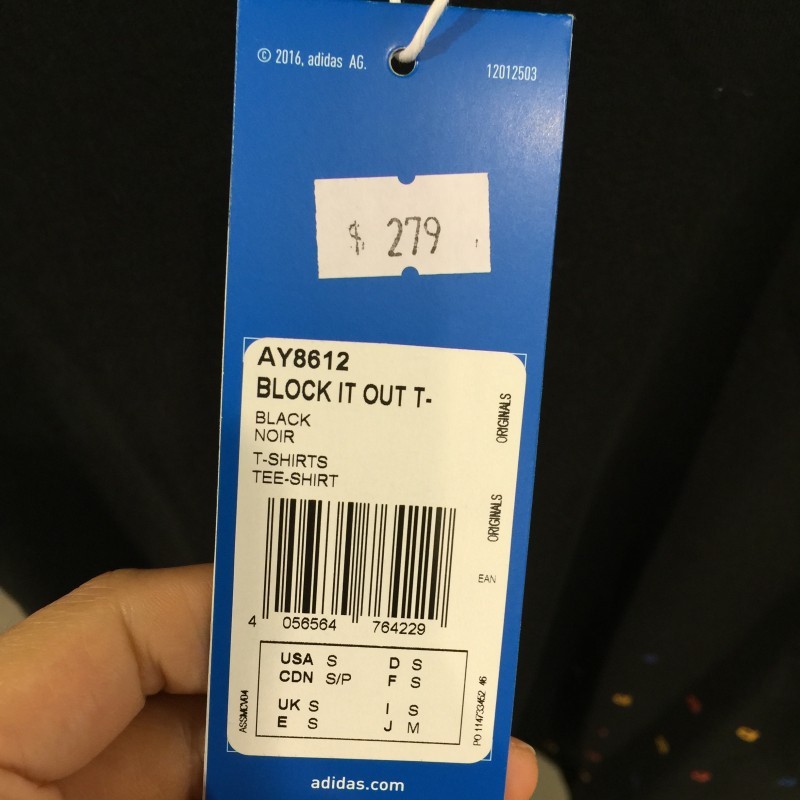 © 2016, adidas AG.
12012503
$ 279
AY8612
BLOCK IT OUT T-
BLACK
NOIR
T-SHIRTS
TEE-SHIRT
ORIGINALS
ORIGINALS
EAN
4 056564 764229
USA S D S
CDN S/P F S
UK S I S
E S J M
ASSMCV04
PO 114733452 46
adidas.com